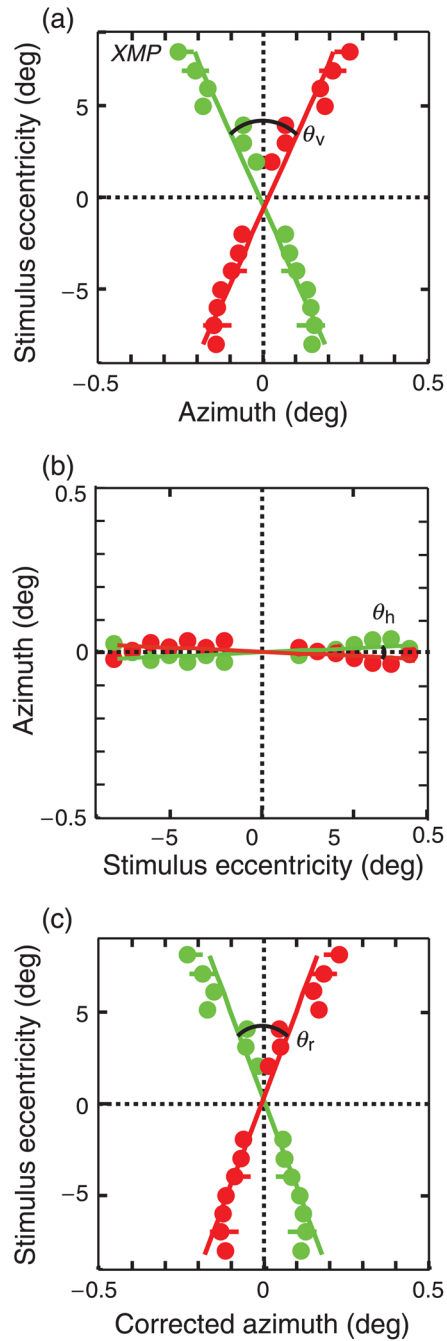 (a)
XMP
θv
Stimulus eccentricity (deg)
5
0
−5
−0.5 0 0.5
Azimuth (deg)
(b)
0.5
θh
Azimuth (deg)
0
−0.5
−5 0 5 0.5
Stimulus eccentricity (deg)
(c)
θr
Stimulus eccentricity (deg)
5
0
−5
−0.5 0 0.5
Corrected azimuth (deg)